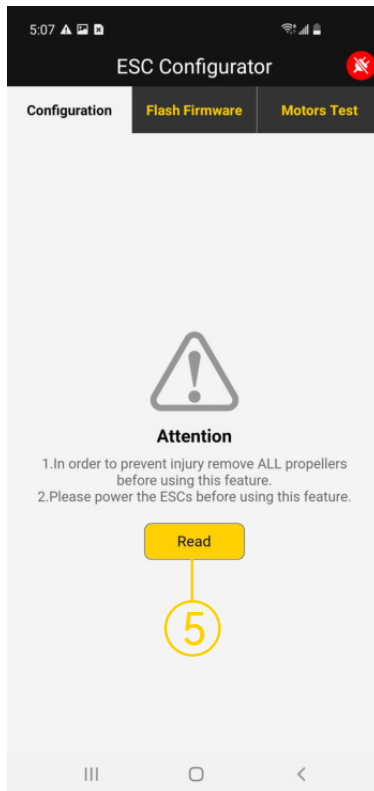 5:07
ESC Configurator
Configuration Flash Firmware Motors Test
Attention
1.In order to prevent injury remove ALL propellers
before using this feature.
2.Please power the ESCs before using this feature.
Read
5